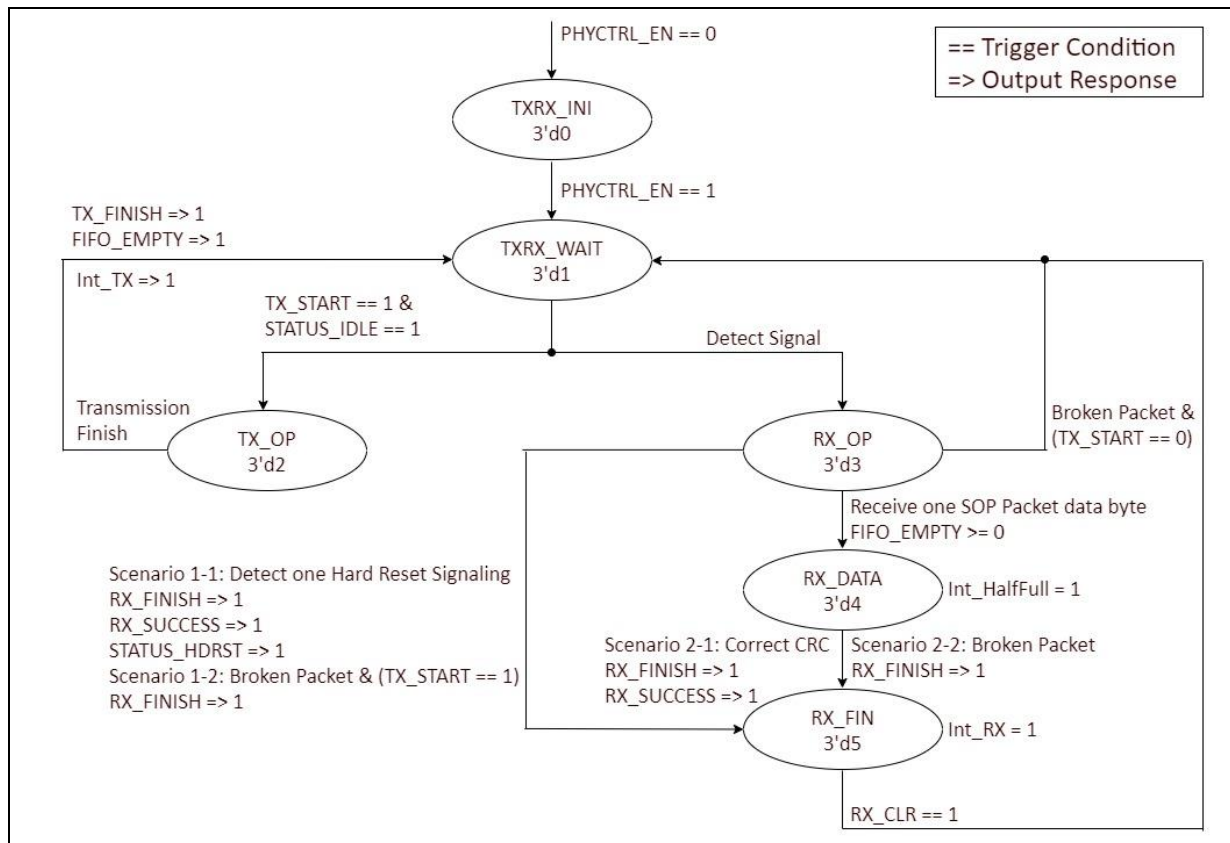 PHYCTRL_EN == 0
== Trigger Condition
=> Output Response
TXRX_INI
3'd0
PHYCTRL_EN == 1
TX_FINISH => 1
FIFO_EMPTY => 1
Int_TX => 1
TXRX_WAIT
3'd1
TX_START == 1 &
STATUS_IDLE == 1
Detect Signal
Transmission
Finish
TX_OP
3'd2
RX_OP
3'd3
Broken Packet &
(TX_START == 0)
Receive one SOP Packet data byte
FIFO_EMPTY >= 0
RX_DATA
3'd4
Int_HalfFull = 1
Scenario 1-1: Detect one Hard Reset Signaling
RX_FINISH => 1
RX_SUCCESS => 1
STATUS_HDRST => 1
Scenario 1-2: Broken Packet & (TX_START == 1)
RX_FINISH => 1
Scenario 2-1: Correct CRC
RX_FINISH => 1
RX_SUCCESS => 1
Scenario 2-2: Broken Packet
RX_FINISH => 1
RX_FIN
3'd5
Int_RX = 1
RX_CLR == 1